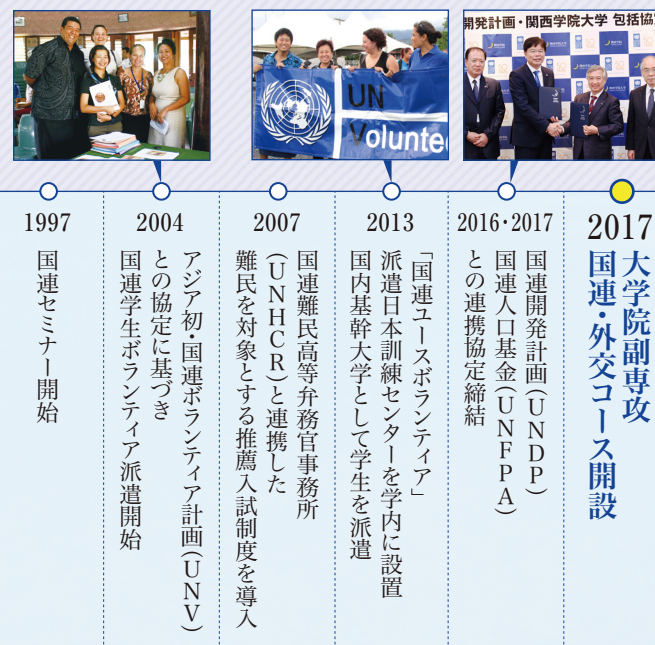 UN
Volunte
開発計画・関西学院大学 包括協定
1997
国連セミナー開始
2004
アジア初・国連ボランティア計画(UNV)
との協定に基づき
国連学生ボランティア派遣開始
2007
国連難民高等弁務官事務所
(UNHCR)と連携した
難民を対象とする推薦入試制度を導入
2013
「国連ユースボランティア」
派遣日本訓練センターを学内に設置
国内基幹大学として学生を派遣
2016・2017
国連開発計画(UNDP)
国連人口基金(UNFPA)
との連携協定締結
2017
大学院副専攻
国連・外交コース開設